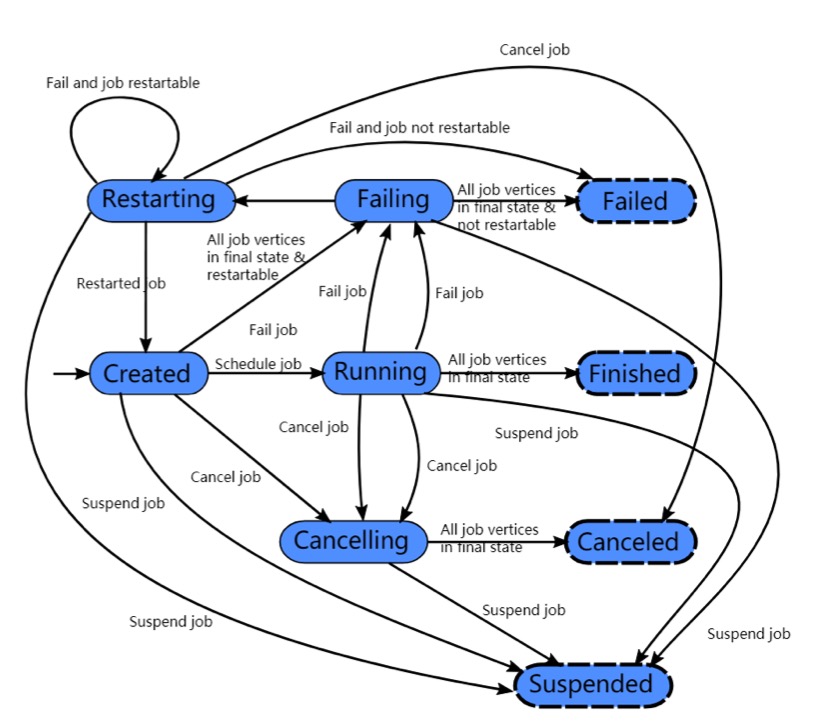 Cancel job
Fail and job restartable
Fail and job not restartable
Restarting
Failing
All job vertices
in final state &
not restartable
Failed
All job vertices
in final state &
restartable
Restarted job
Fail job
Fail job
Fail job
Created
Schedule job
Running
All job vertices
in final state
Finished
Cancel job
Suspend job
Cancel job
Cancel job
Suspend job
Cancelling
All job vertices
in final state
Canceled
Suspend job
Suspend job
Suspend job
Suspended